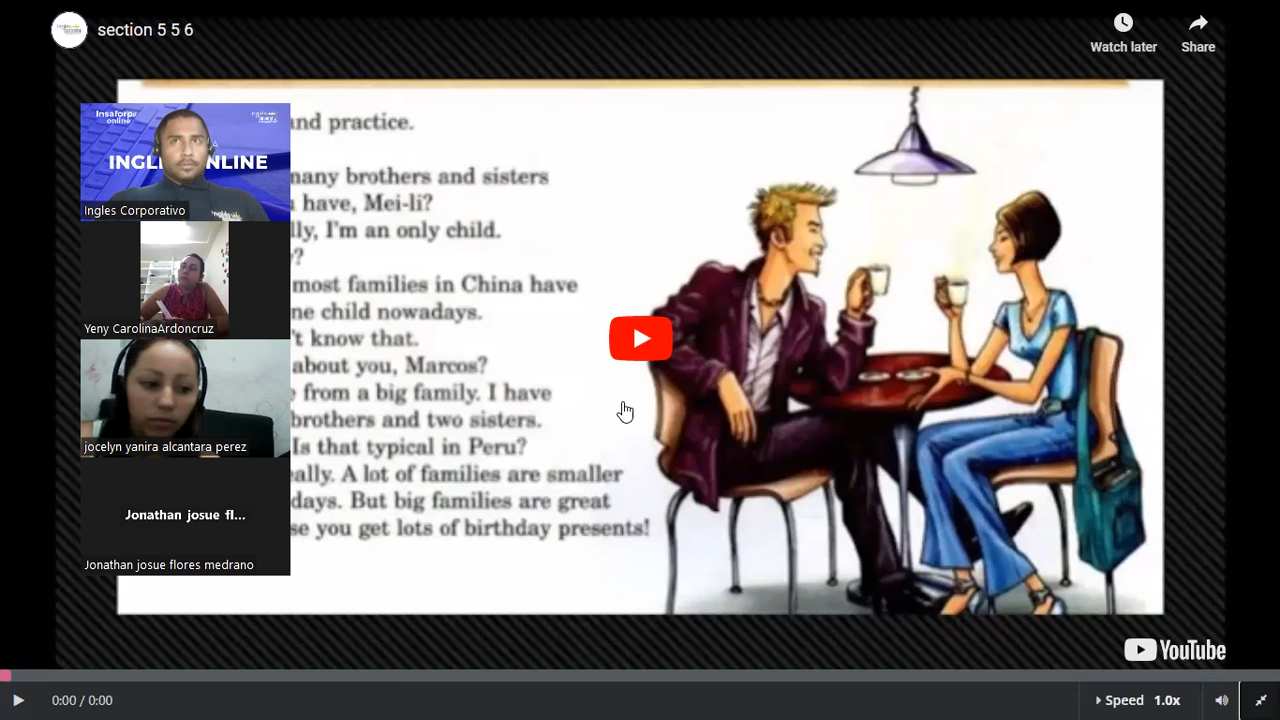 section 5 5 6
Watch later
Share
Insaforp
online
INGL NLINE
Ingles Corporativo
Yeny CarolinaArdoncruz
jocelyn yanira alcantara perez
Jonathan josue fl...
Jonathan josue flores medrano
and practice.
many brothers and sisters
have, Mei-li?
lly, I'm an only child.
?
most families in China have
ne child nowadays.
't know that.
about you, Marcos?
from a big family. I have
brothers and two sisters.
Is that typical in Peru?
ally. A lot of families are smaller
days. But big families are great
se you get lots of birthday presents!
YouTube
0:00 / 0:00
Speed 1.0x